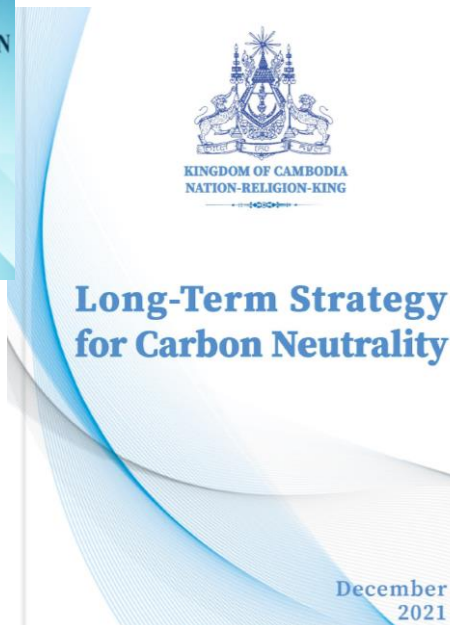 N
KINGDOM OF CAMBODIA
NATION-RELIGION-KING
Long-Term Strategy
for Carbon Neutrality
December
2021